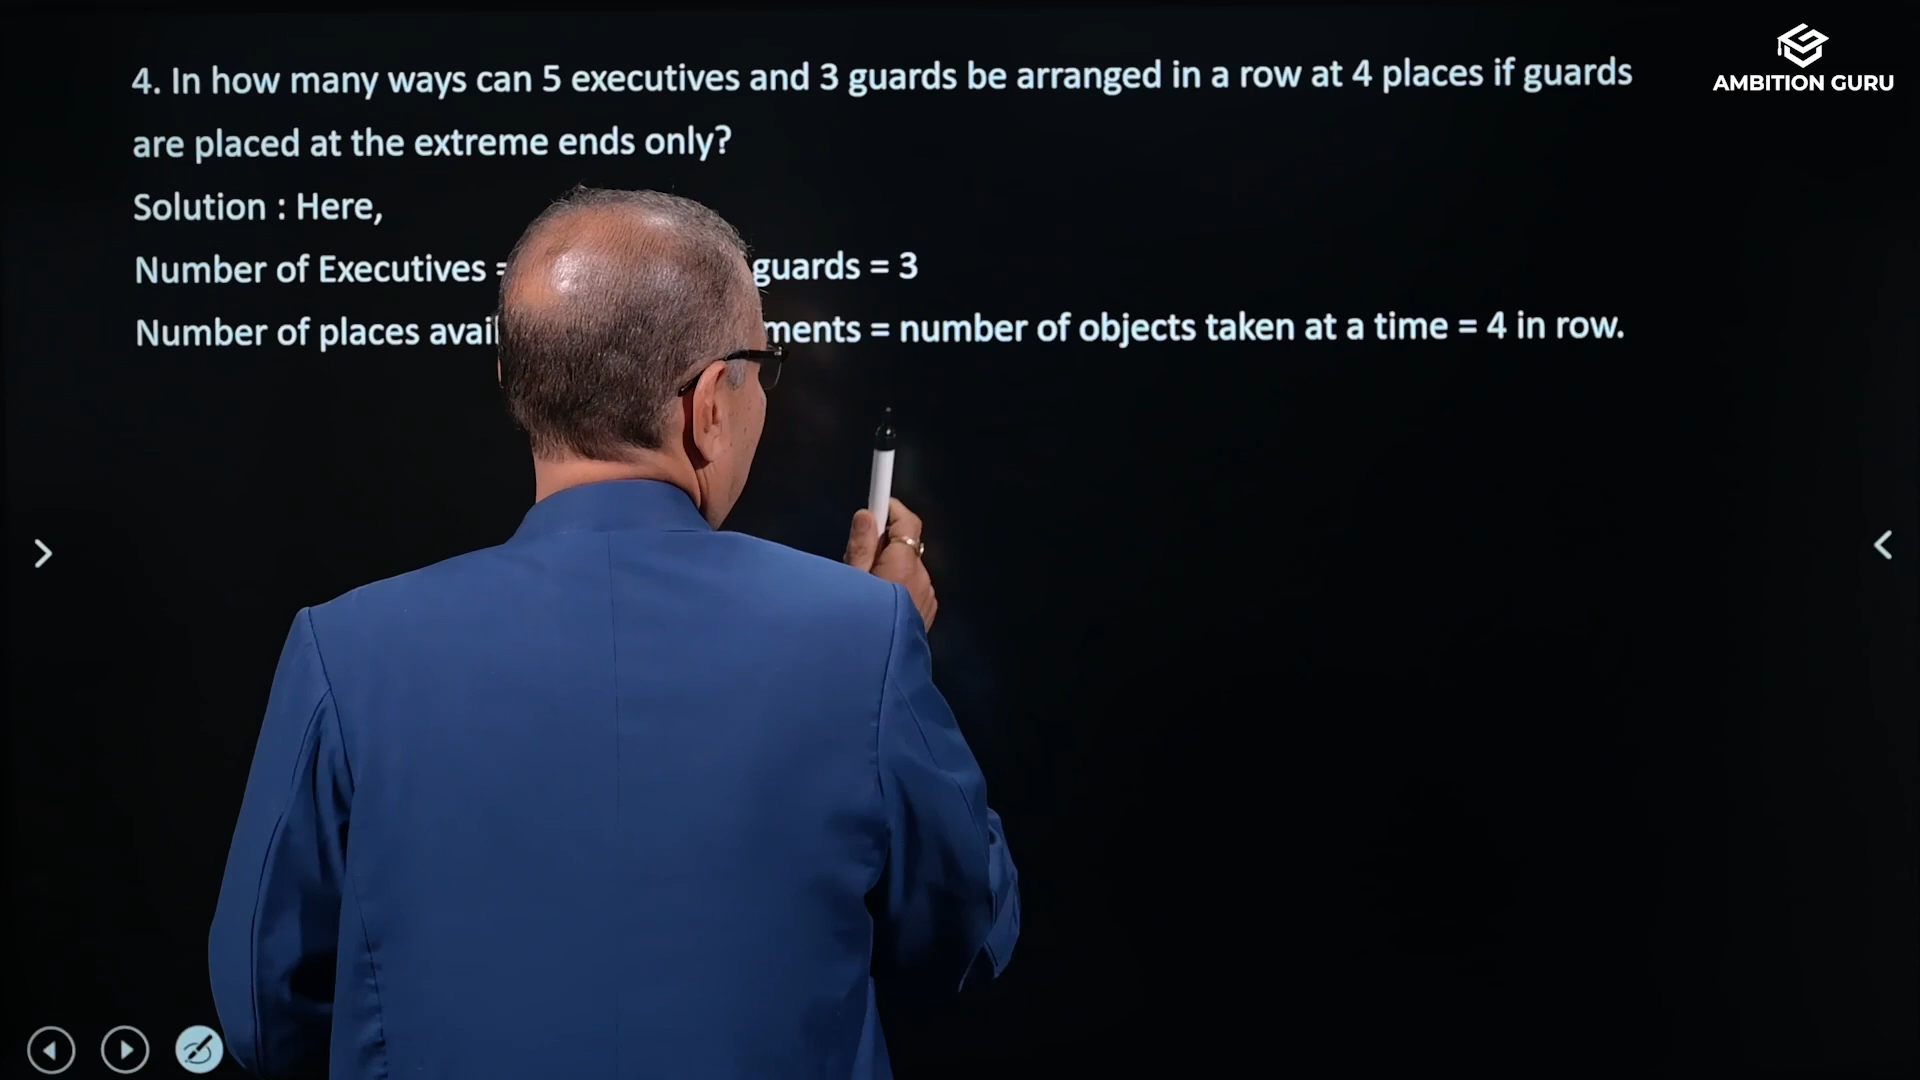 AMBITION GURU
4. In how many ways can 5 executives and 3 guards be arranged in a row at 4 places if guards
are placed at the extreme ends only?
Solution : Here,
Number of Executives = guards = 3
Number of places = number of objects taken at a time = 4 in row.